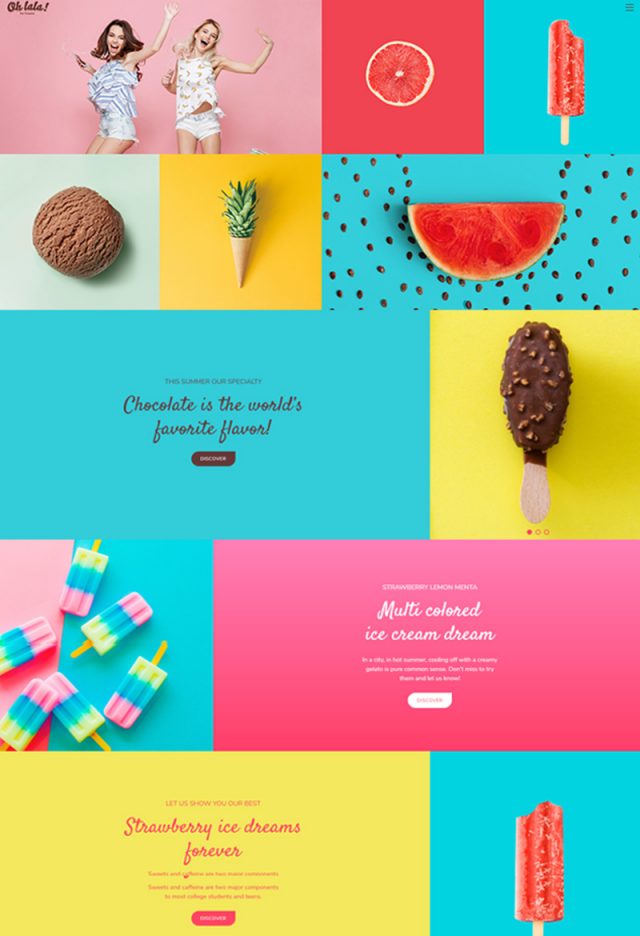 Oh lala!
THIS SUMMER OUR SPECIALTY
Chocolate is the world's
favorite flavor!
DISCOVER
STRAWBERRY LEMON MENTA
Multi colored
ice cream dream
In a city, in hot summer, cooling off with a creamy
gelato is pure common sense. Don't miss to try
them and let us know!
DISCOVER
LET US SHOW YOU OUR BEST
Strawberry ice dreams
forever
Sweets and caffeine are two major components
Sweets and caffeine are two major components
to most college students and teens.
DISCOVER